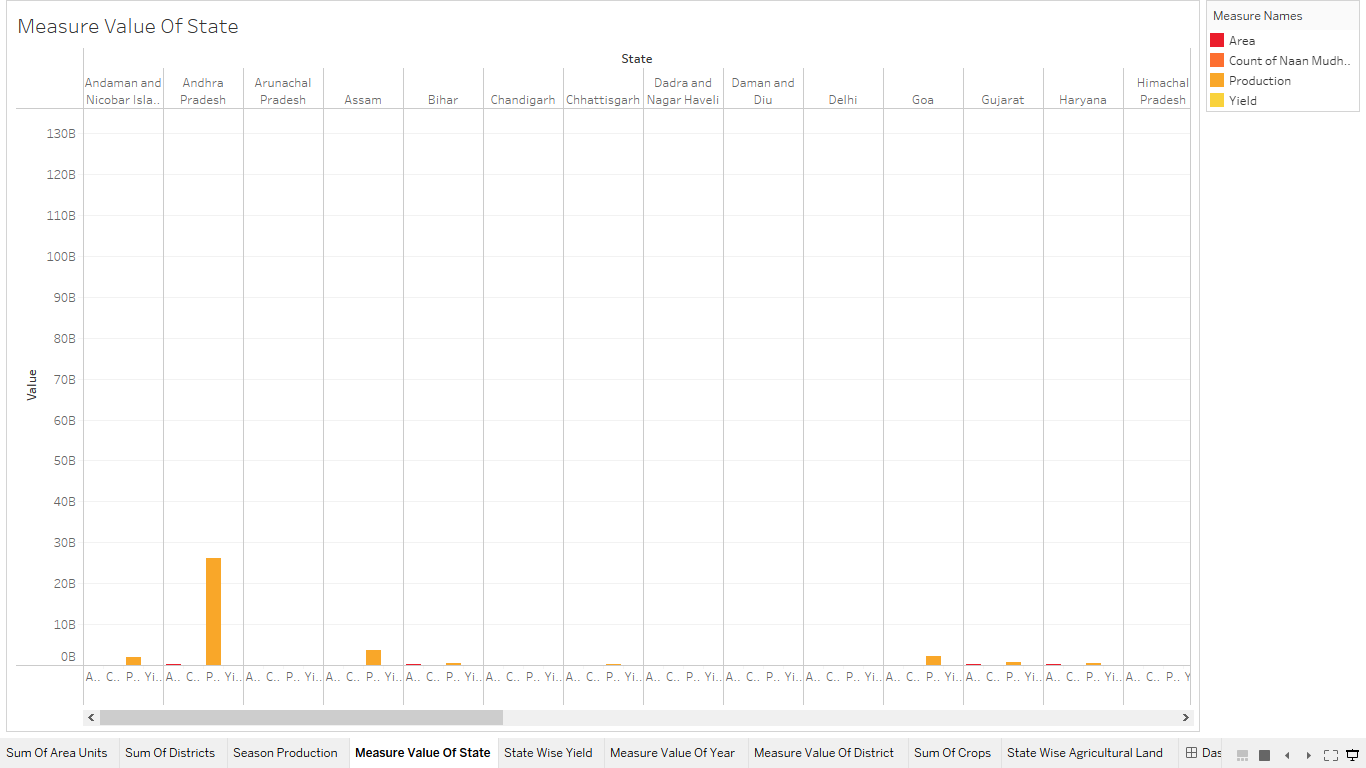 Measure Value Of State
State
Andaman and
Nicobar Isla..
Andhra
Pradesh
Arunachal
Pradesh
Assam
Bihar
Chandigarh
Chhattisgarh
Dadra and
Nagar Haveli
Daman and
Diu
Delhi
Goa
Gujarat
Haryana
Himachal
Pradesh
130B
120B
110B
100B
90B
80B
70B
60B
50B
40B
30B
20B
10B
0B
Value
A.. C.. P.. Yi.. A.. C.. P.. Yi.. A.. C.. P.. Yi.. A.. C.. P.. Yi.. A.. C.. P.. Yi.. A.. C.. P.. Yi.. A.. C.. P.. Yi.. A.. C.. P.. Yi.. A.. C.. P.. Yi.. A.. C.. P.. Yi.. A.. C.. P.. Yi.. A.. C.. P.. Yi.. A.. C.. P.. Yi.. A.. C.. P.. Y
Measure Names
Area
Count of Naan Mudh..
Production
Yield
Sum Of Area Units
Sum Of Districts
Season Production
Measure Value Of State
State Wise Yield
Measure Value Of Year
Measure Value Of District
Sum Of Crops
State Wise Agricultural Land
Das